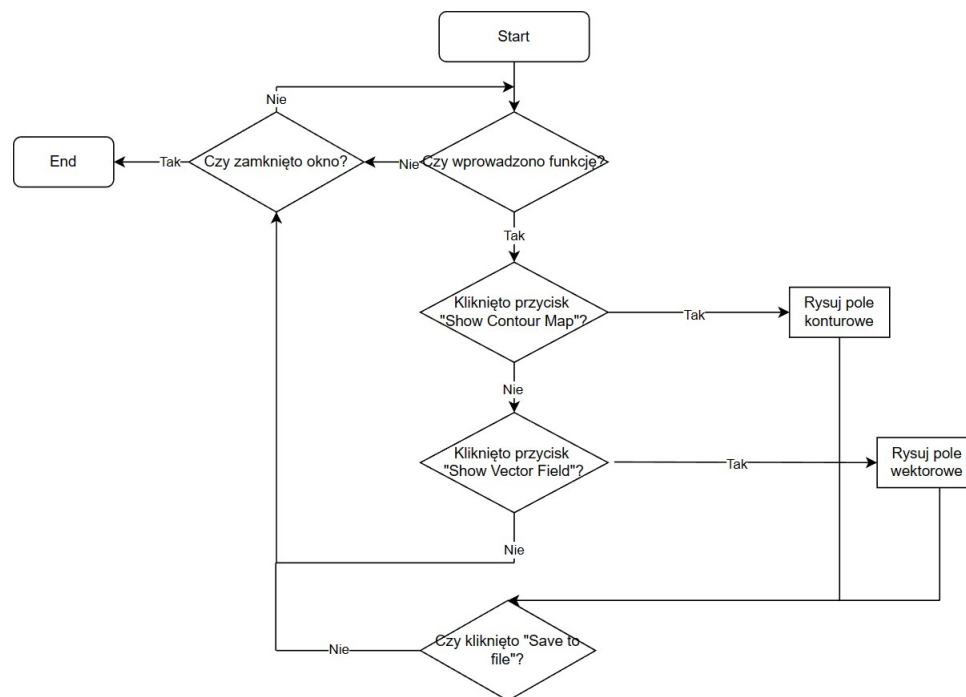 Start
Nie
End
Tak
Czy zamknięto okno?
Nie
Czy wprowadzono funkcję?
Tak
Kliknięto przycisk
"Show Contour Map"?
Tak
Rysuj pole
konturowe
Nie
Kliknięto przycisk
"Show Vector Field"?
Tak
Rysuj pole
wektorowe
Nie
Czy kliknięto "Save to
file"?
Nie